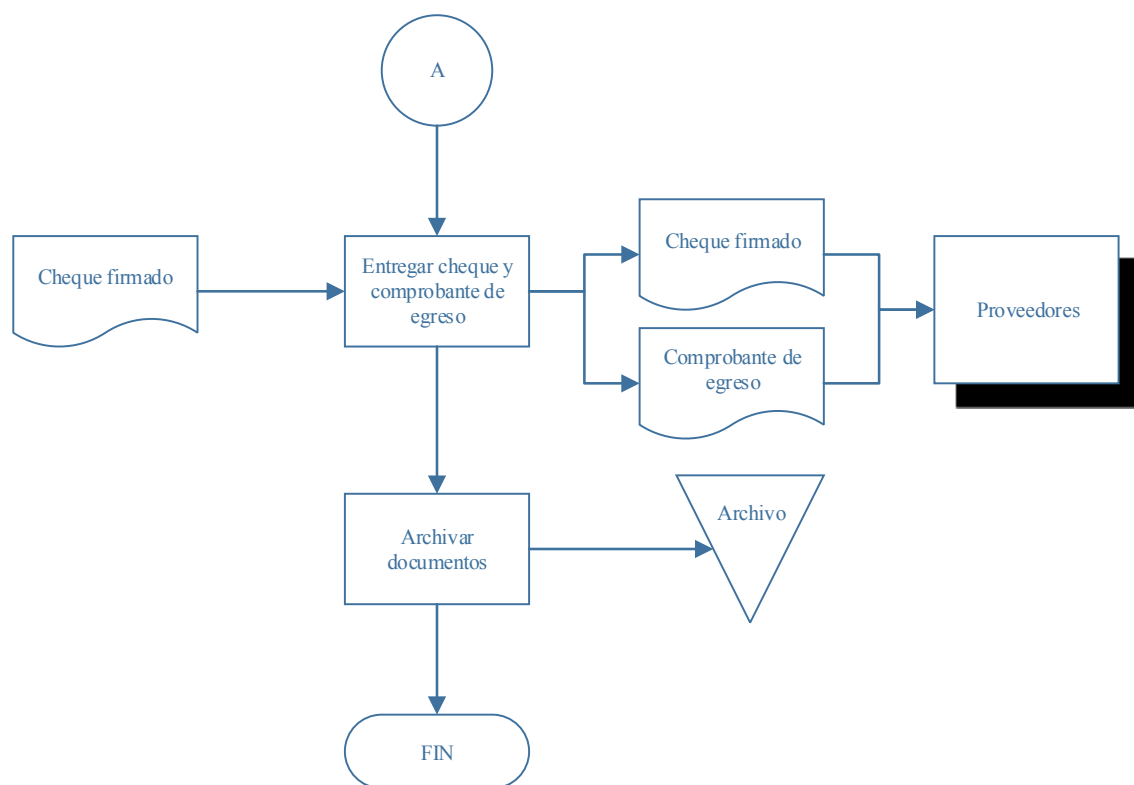 A
Cheque firmado
Entregar cheque y
comprobante de
egreso
Cheque firmado
Comprobante de
egreso
Proveedores
Archivar
documentos
Archivo
FIN